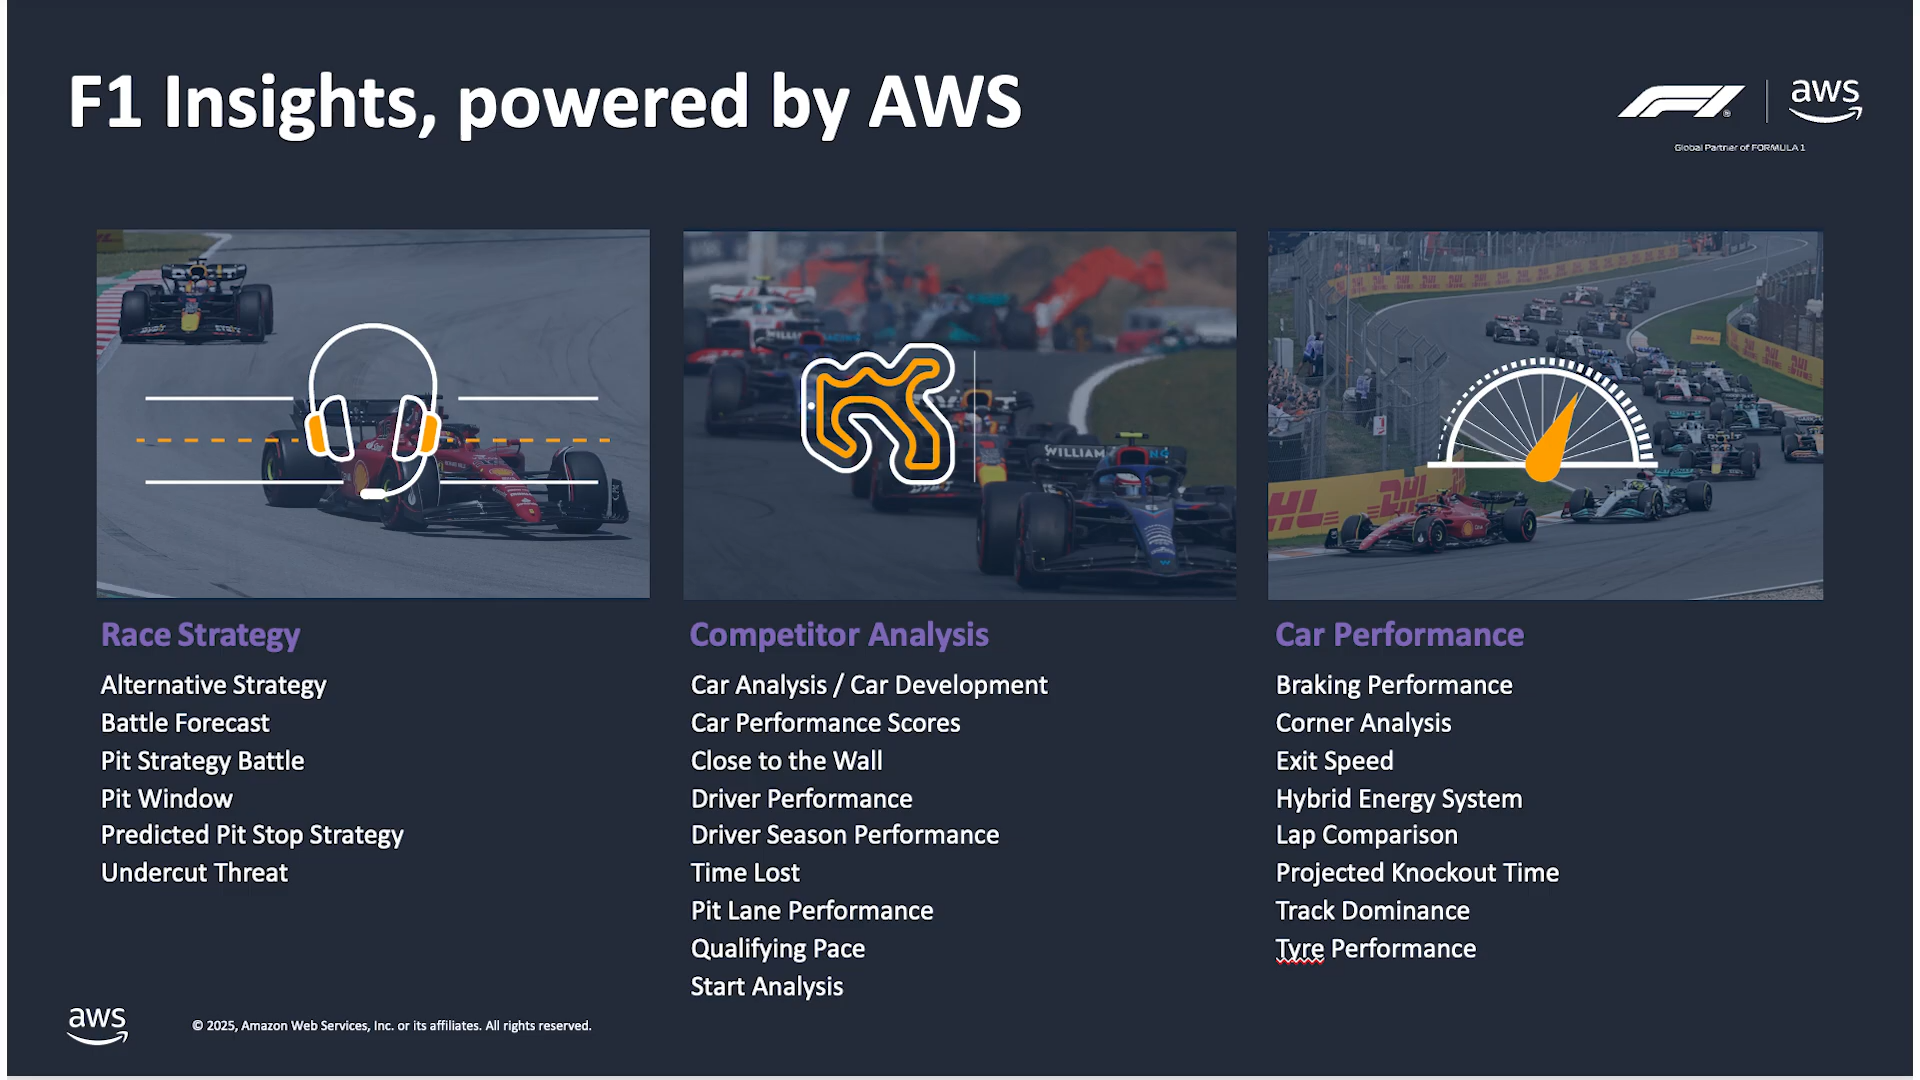 F1 Insights, powered by AWS
F1
aws
Global Partner of FORMULA 1
WILLIAM
DHL
DHL
Race Strategy
Alternative Strategy
Battle Forecast
Pit Strategy Battle
Pit Window
Predicted Pit Stop Strategy
Undercut Threat
Competitor Analysis
Car Analysis / Car Development
Car Performance Scores
Close to the Wall
Driver Performance
Driver Season Performance
Time Lost
Pit Lane Performance
Qualifying Pace
Start Analysis
Car Performance
Braking Performance
Corner Analysis
Exit Speed
Hybrid Energy System
Lap Comparison
Projected Knockout Time
Track Dominance
Tyre Performance
aws
© 2025, Amazon Web Services, Inc. or its affiliates. All rights reserved.